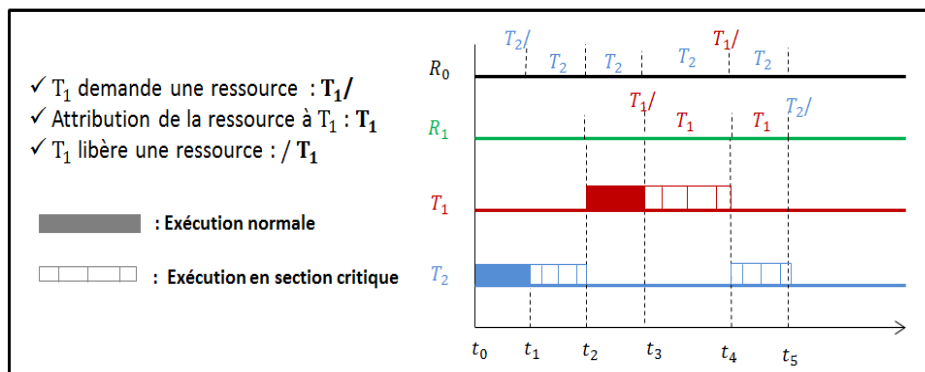 ✓ T₁ demande une ressource : T₁/
✓ Attribution de la ressource à T₁ : T₁
✓ T₁ libère une ressource : / T₁
: Exécution normale
: Exécution en section critique
T₂/ T₁/
T₂ T₂ T₂ T₂
R₀
T₁/ T₂/
T₁ T₁
R₁
T₁
T₂
t₀ t₁ t₂ t₃ t₄ t₅